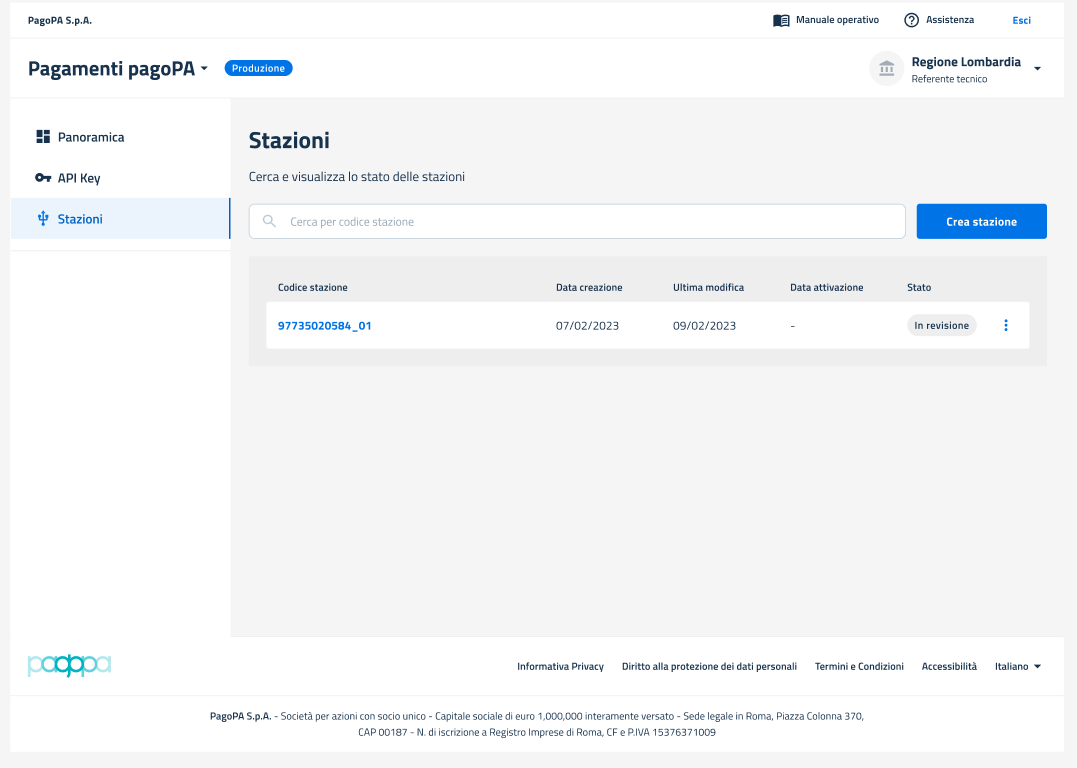 PagoPA S.p.A.
Manuale operativo
Assistenza
Esci
Pagamenti pagoPA
Produzione
Regione Lombardia
Referente tecnico
Panoramica
API Key
Stazioni
Stazioni
Cerca e visualizza lo stato delle stazioni
Cerca per codice stazione
Crea stazione
Codice stazione Data creazione Ultima modifica Data attivazione Stato
97735020584_01 07/02/2023 09/02/2023 - In revisione
pagopa
Informativa Privacy Diritto alla protezione dei dati personali Termini e Condizioni Accessibilità Italiano
PagoPA S.p.A. - Società per azioni con socio unico - Capitale sociale di euro 1,000,000 interamente versato - Sede legale in Roma, Piazza Colonna 370,
CAP 00187 - N. di iscrizione a Registro Imprese di Roma, CF e P.IVA 15376371009